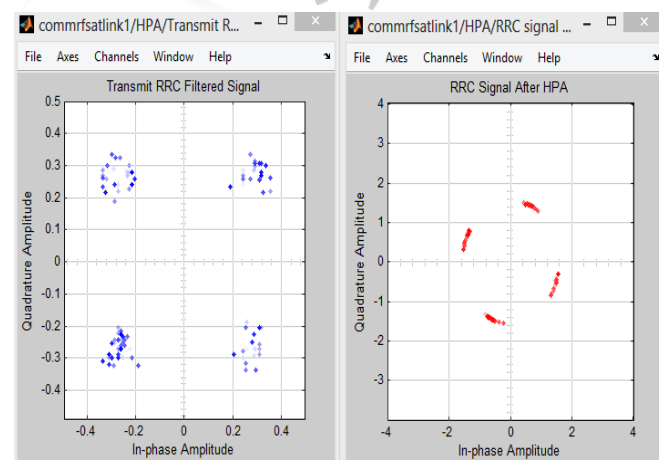 commrfsatlink1/HPA/Transmit R...
File Axes Channels Window Help
Transmit RRC Filtered Signal
0.5
0.4
0.3
0.2
0.1
0
-0.1
-0.2
-0.3
-0.4
Quadrature Amplitude
-0.4 -0.2 0 0.2 0.4
In-phase Amplitude
commrfsatlink1/HPA/RRC signal ...
File Axes Channels Window Help
RRC Signal After HPA
4
3
2
1
0
-1
-2
-3
Quadrature Amplitude
-4 -2 0 2 4
In-phase Amplitude